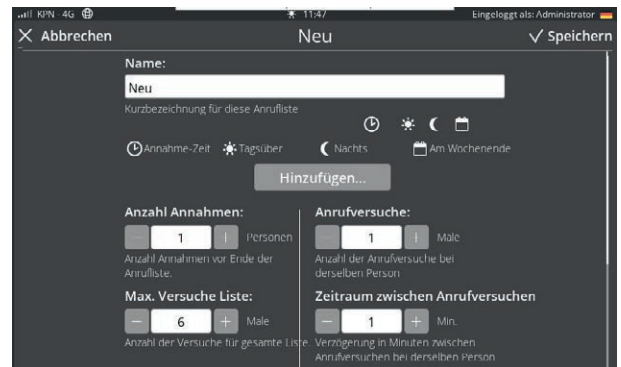 KPN 4G 11:47 Eingeloggt als: Administrator
Abbrechen Neu Speichern
Name:
Neu
Kurzbezeichnung für diese Anrufliste
Annahme-Zeit Tagsüber Nachts Am Wochenende
Hinzufügen...
Anzahl Annahmen: Anrufversuche:
− 1 + Personen − 1 + Male
Anzahl Annahmen vor Ende der Anzahl der Anrufversuche bei
Anrufliste. derselben Person
Max. Versuche Liste: Zeitraum zwischen Anrufversuchen
− 6 + Male − 1 + Min.
Anzahl der Versuche für gesamte Liste. Verzögerung in Minuten zwischen
Anrufversuchen bei derselben Person